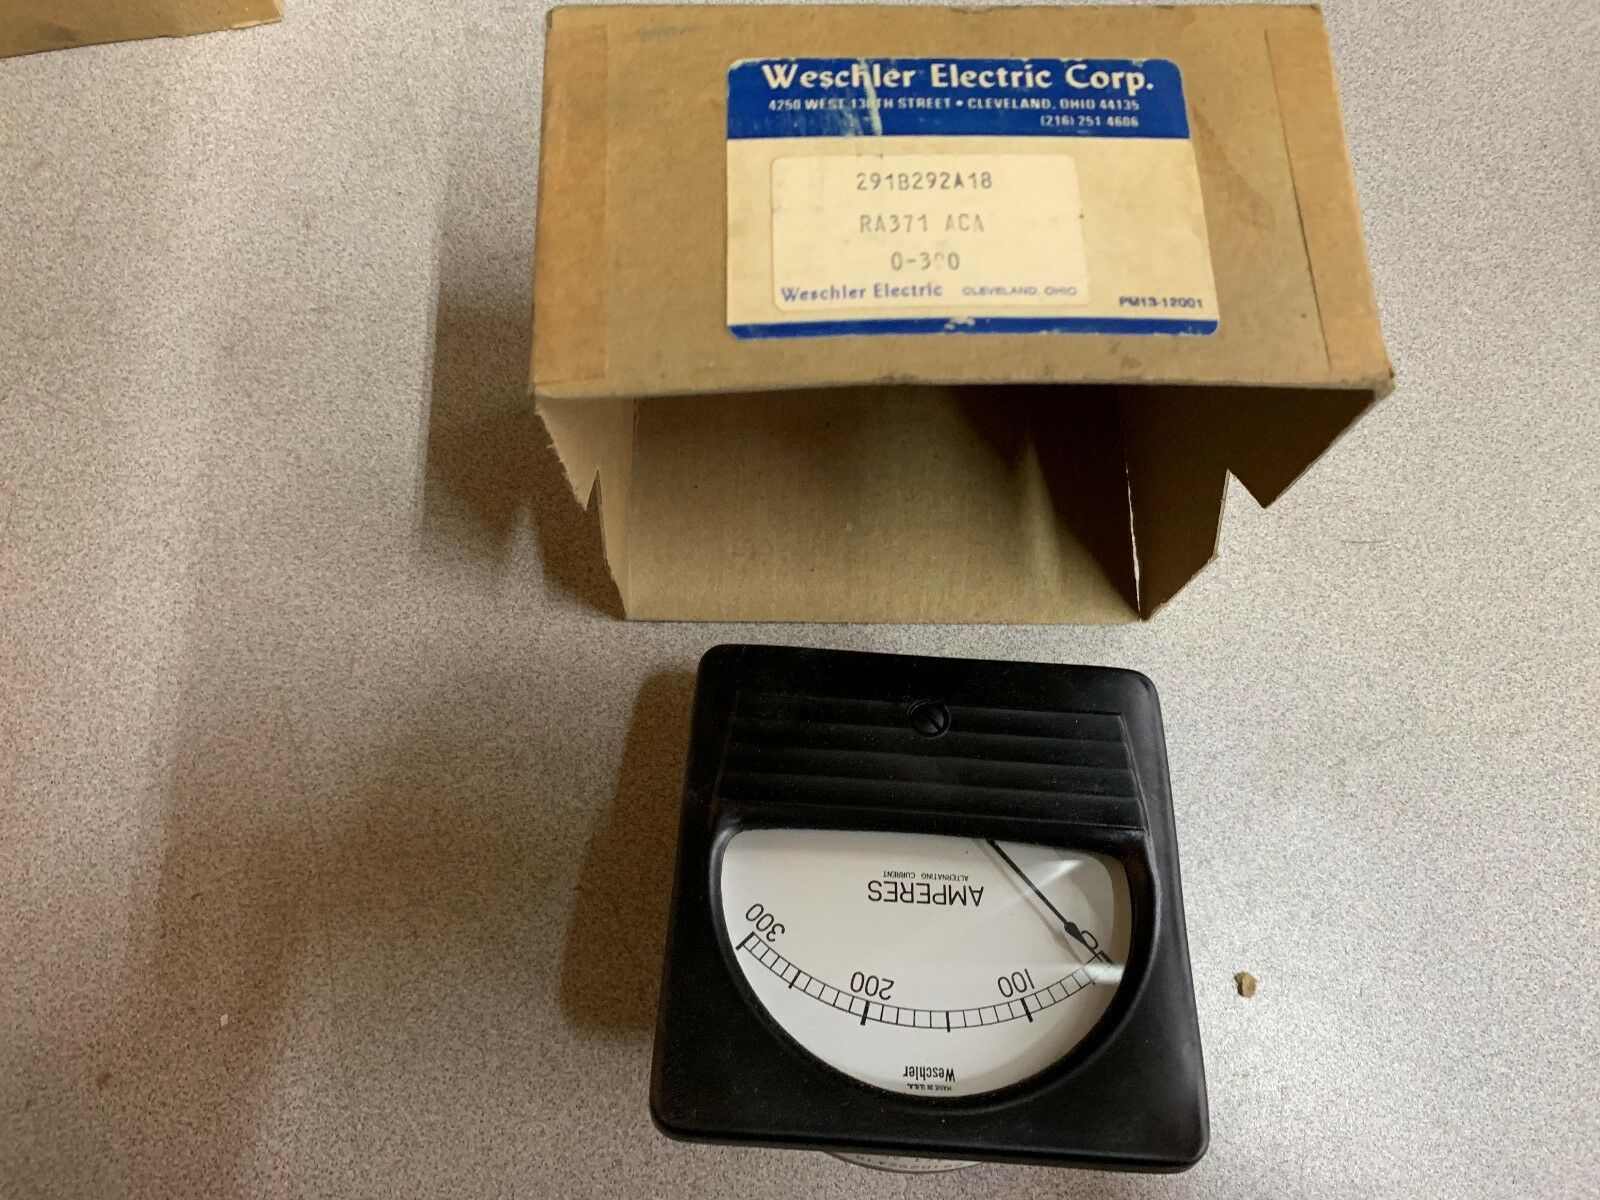 Weschler Electric Corp.
4250 WEST 130TH STREET • CLEVELAND, OHIO 44135
(216) 251 4606
291B292A18
RA371 ACA
0-300
Weschler Electric CLEVELAND, OHIO
PM13-12001
MADE IN U.S.A.
Weschler
0 100 200 300
AMPERES
ALTERNATING CURRENT